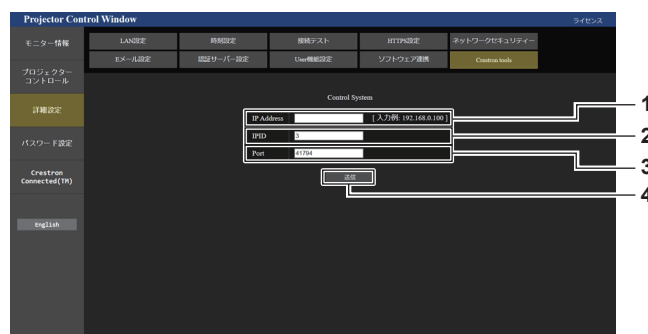 Projector Control Window
ライセンス
モニター情報
プロジェクター
コントロール
詳細設定
パスワード設定
Crestron
Connected(TM)
English
LAN設定
時刻設定
接続テスト
HTTPS設定
ネットワークセキュリティー
Eメール設定
認証サーバー設定
User機能設定
ソフトウェア連携
Crestron tools
Control System
IP Address [ 入力例: 192.168.0.100 ]
IPID 3
Port 41794
送信
1
2
3
4